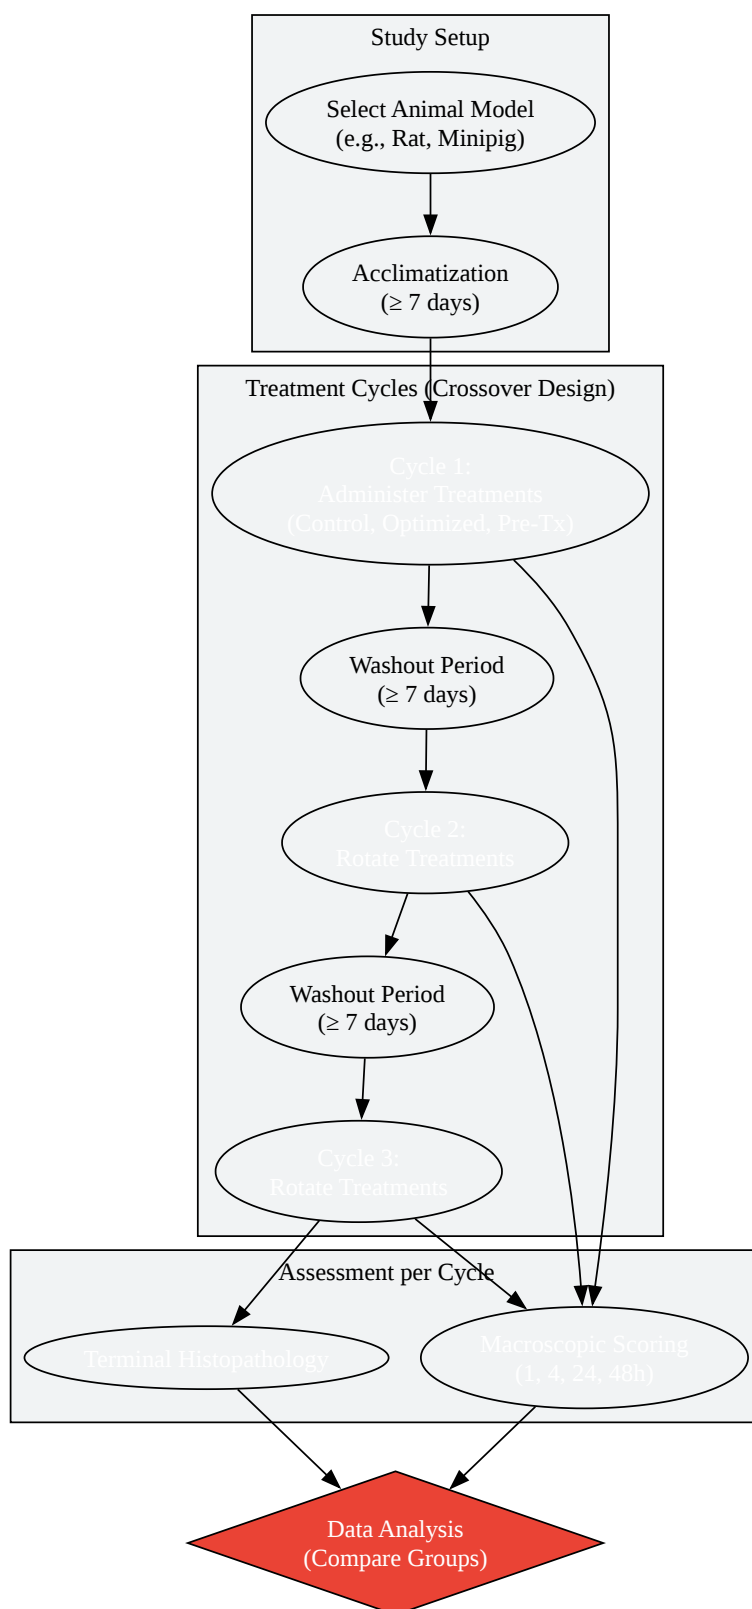 Study Setup
Select Animal Model
(e.g., Rat, Minipig)
Acclimatization
(≥ 7 days)
Treatment Cycles (Crossover Design)
Cycle 1:
Administer Treatments
(Control, Optimized, Pre-Tx)
Washout Period
(≥ 7 days)
Cycle 2:
Rotate Treatments
Washout Period
(≥ 7 days)
Cycle 3:
Rotate Treatments
Assessment per Cycle
Terminal Histopathology
Macroscopic Scoring
(1, 4, 24, 48h)
Data Analysis
(Compare Groups)